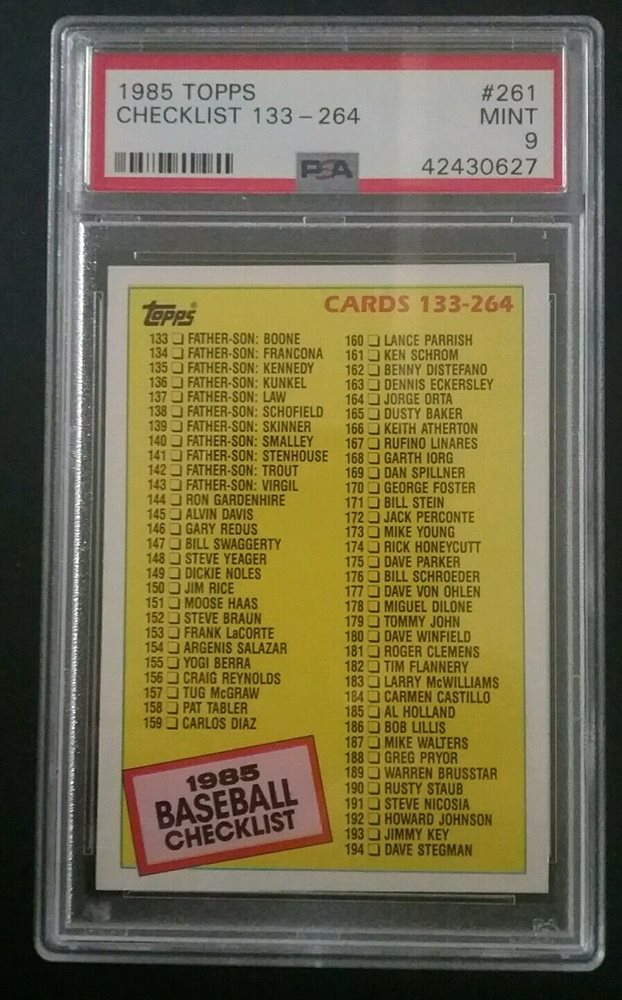 1985 TOPPS #261
CHECKLIST 133-264 MINT
9
PSA 42430627
Topps® CARDS 133-264
133 FATHER-SON: BOONE
134 FATHER-SON: FRANCONA
135 FATHER-SON: KENNEDY
136 FATHER-SON: KUNKEL
137 FATHER-SON: LAW
138 FATHER-SON: SCHOFIELD
139 FATHER-SON: SKINNER
140 FATHER-SON: SMALLEY
141 FATHER-SON: STENHOUSE
142 FATHER-SON: TROUT
143 FATHER-SON: VIRGIL
144 RON GARDENHIRE
145 ALVIN DAVIS
146 GARY REDUS
147 BILL SWAGGERTY
148 STEVE YEAGER
149 DICKIE NOLES
150 JIM RICE
151 MOOSE HAAS
152 STEVE BRAUN
153 FRANK LaCORTE
154 ARGENIS SALAZAR
155 YOGI BERRA
156 CRAIG REYNOLDS
157 TUG McGRAW
158 PAT TABLER
159 CARLOS DIAZ
160 LANCE PARRISH
161 KEN SCHROM
162 BENNY DISTEFANO
163 DENNIS ECKERSLEY
164 JORGE ORTA
165 DUSTY BAKER
166 KEITH ATHERTON
167 RUFINO LINARES
168 GARTH IORG
169 DAN SPILLNER
170 GEORGE FOSTER
171 BILL STEIN
172 JACK PERCONTE
173 MIKE YOUNG
174 RICK HONEYCUTT
175 DAVE PARKER
176 BILL SCHROEDER
177 DAVE VON OHLEN
178 MIGUEL DILONE
179 TOMMY JOHN
180 DAVE WINFIELD
181 ROGER CLEMENS
182 TIM FLANNERY
183 LARRY McWILLIAMS
184 CARMEN CASTILLO
185 AL HOLLAND
186 BOB LILLIS
187 MIKE WALTERS
188 GREG PRYOR
189 WARREN BRUSSTAR
190 RUSTY STAUB
191 STEVE NICOSIA
192 HOWARD JOHNSON
193 JIMMY KEY
194 DAVE STEGMAN
1985
BASEBALL
CHECKLIST